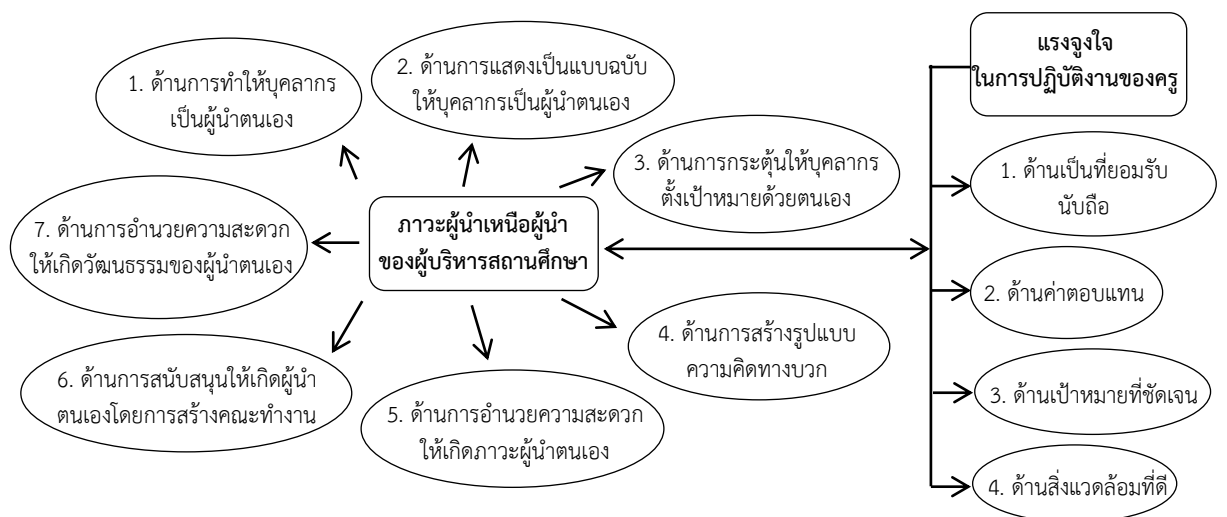 1. ด้านการทำให้บุคลากร
เป็นผู้นำตนเอง
2. ด้านการแสดงเป็นแบบฉบับ
ให้บุคลากรเป็นผู้นำตนเอง
3. ด้านการกระตุ้นให้บุคลากร
ตั้งเป้าหมายด้วยตนเอง
4. ด้านการสร้างรูปแบบ
ความคิดทางบวก
5. ด้านการอำนวยความสะดวก
ให้เกิดภาวะผู้นำตนเอง
6. ด้านการสนับสนุนให้เกิดผู้นำ
ตนเองโดยการสร้างคณะทำงาน
7. ด้านการอำนวยความสะดวก
ให้เกิดวัฒนธรรมของผู้นำตนเอง
ภาวะผู้นำเหนือผู้นำ
ของผู้บริหารสถานศึกษา
แรงจูงใจ
ในการปฏิบัติงานของครู
1. ด้านเป็นที่ยอมรับ
นับถือ
2. ด้านค่าตอบแทน
3. ด้านเป้าหมายที่ชัดเจน
4. ด้านสิ่งแวดล้อมที่ดี